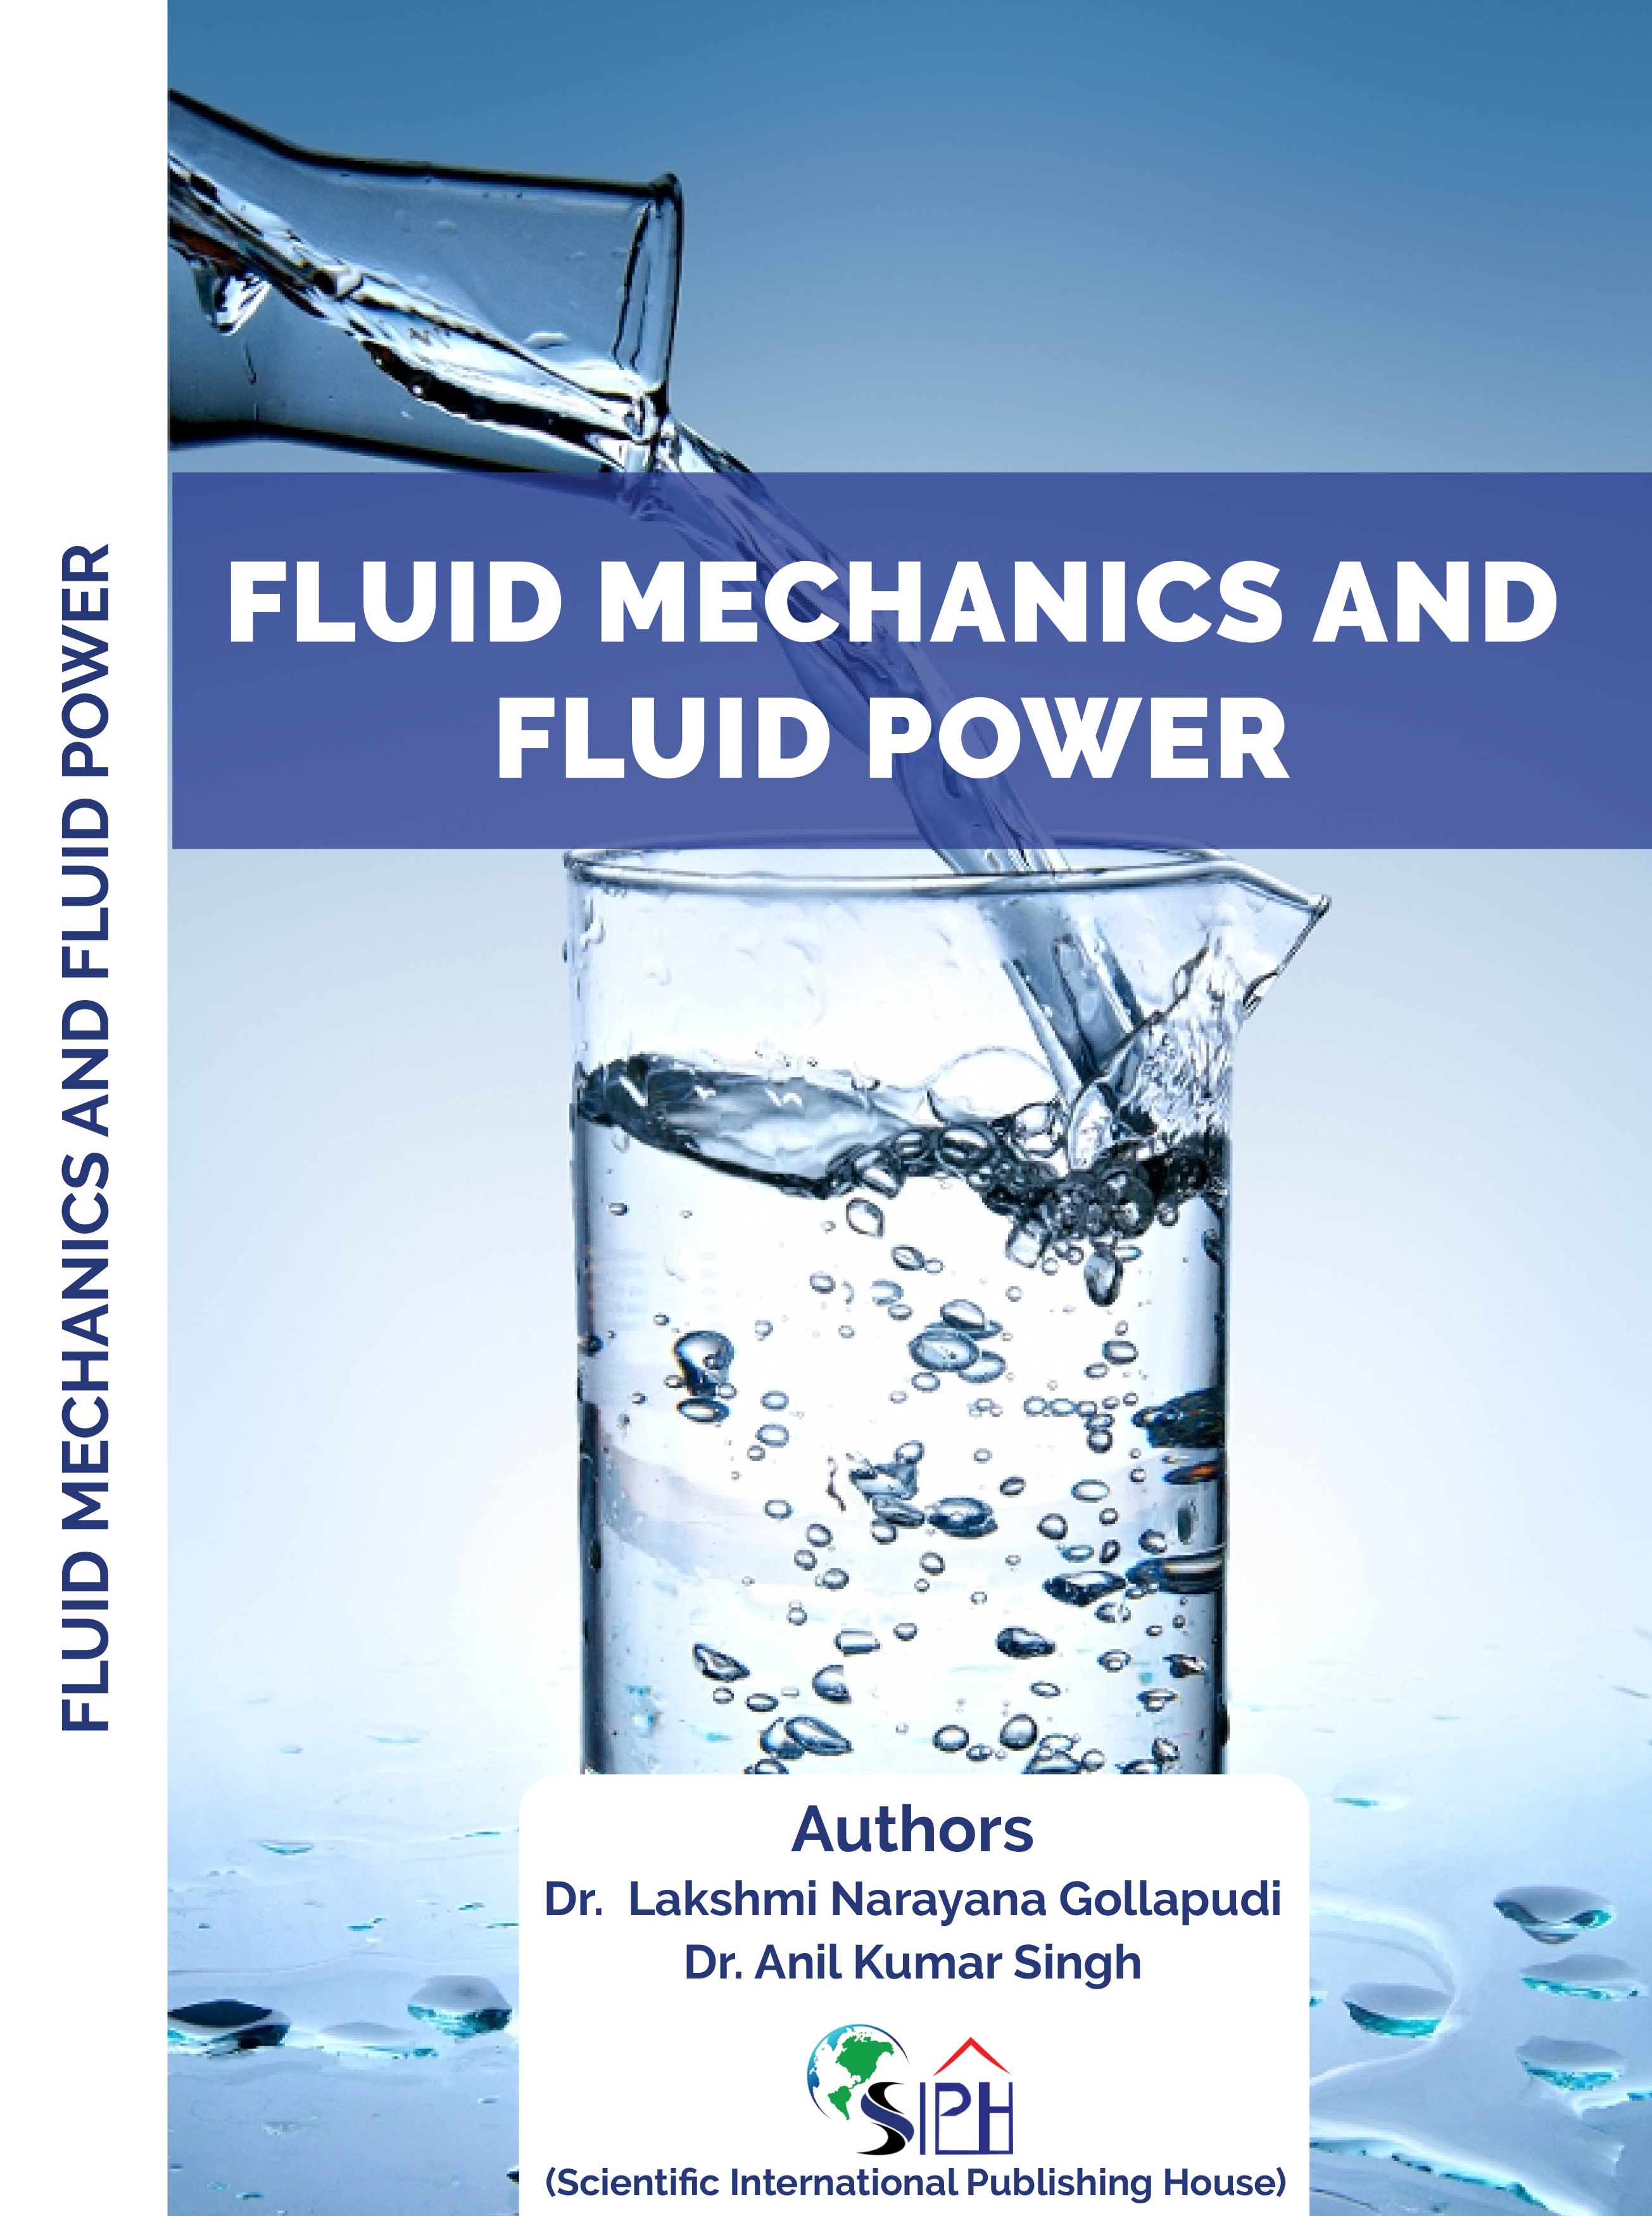 FLUID MECHANICS AND FLUID POWER
FLUID MECHANICS AND
FLUID POWER
Authors
Dr. Lakshmi Narayana Gollapudi
Dr. Anil Kumar Singh
SIPH
(Scientific International Publishing House)